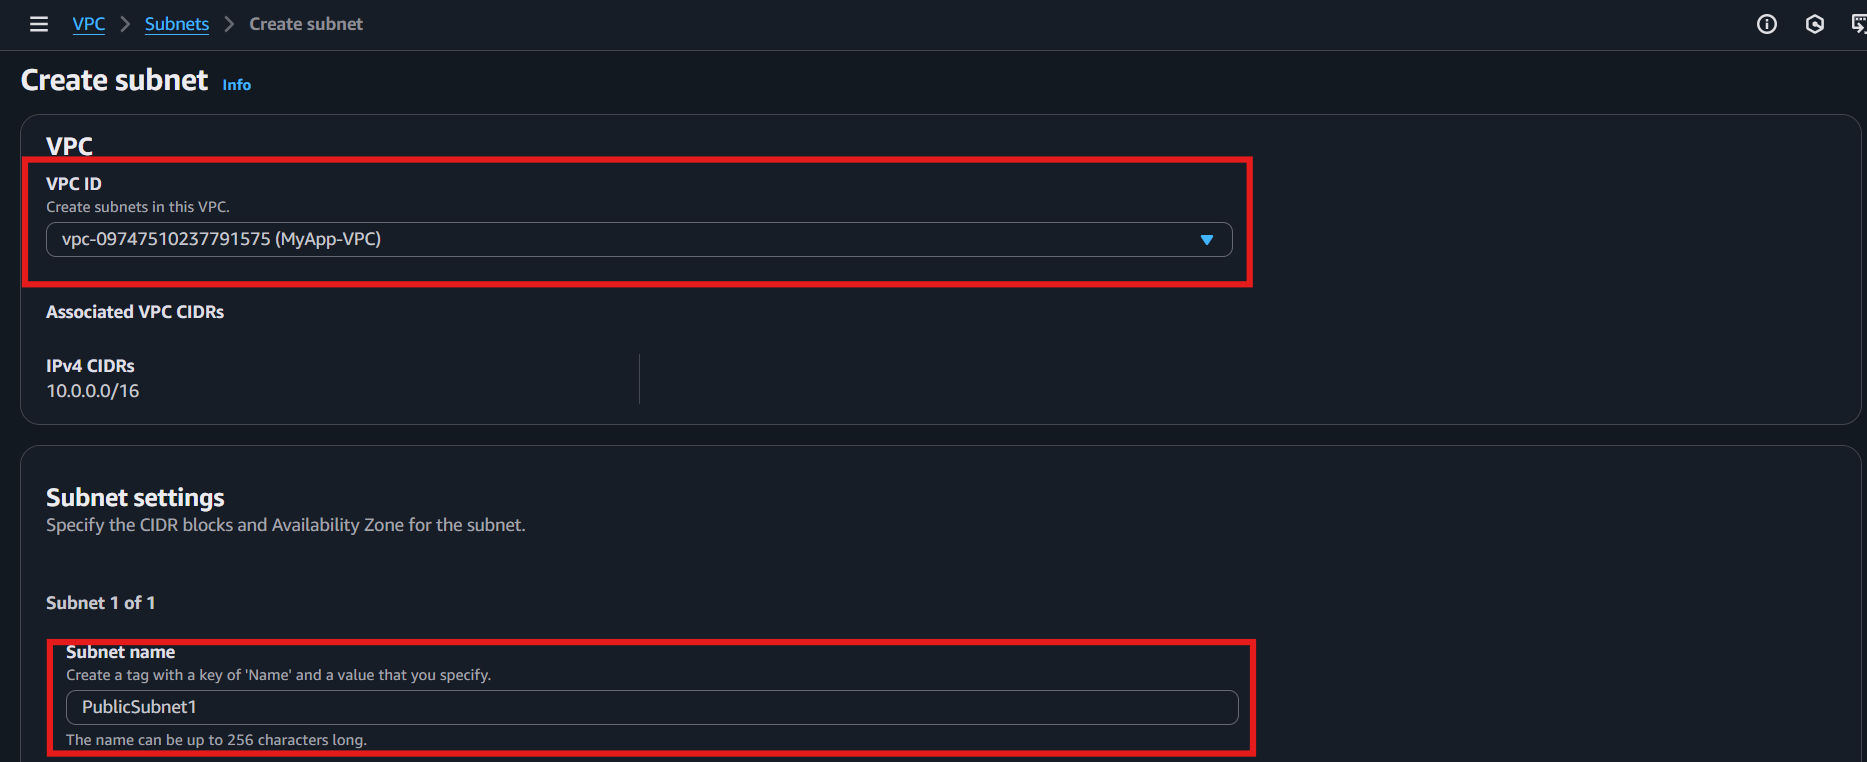 VPC > Subnets > Create subnet
Create subnet Info
VPC
VPC ID
Create subnets in this VPC.
vpc-09747510237791575 (MyApp-VPC)
Associated VPC CIDRs
IPv4 CIDRs
10.0.0.0/16
Subnet settings
Specify the CIDR blocks and Availability Zone for the subnet.
Subnet 1 of 1
Subnet name
Create a tag with a key of 'Name' and a value that you specify.
PublicSubnet1
The name can be up to 256 characters long.